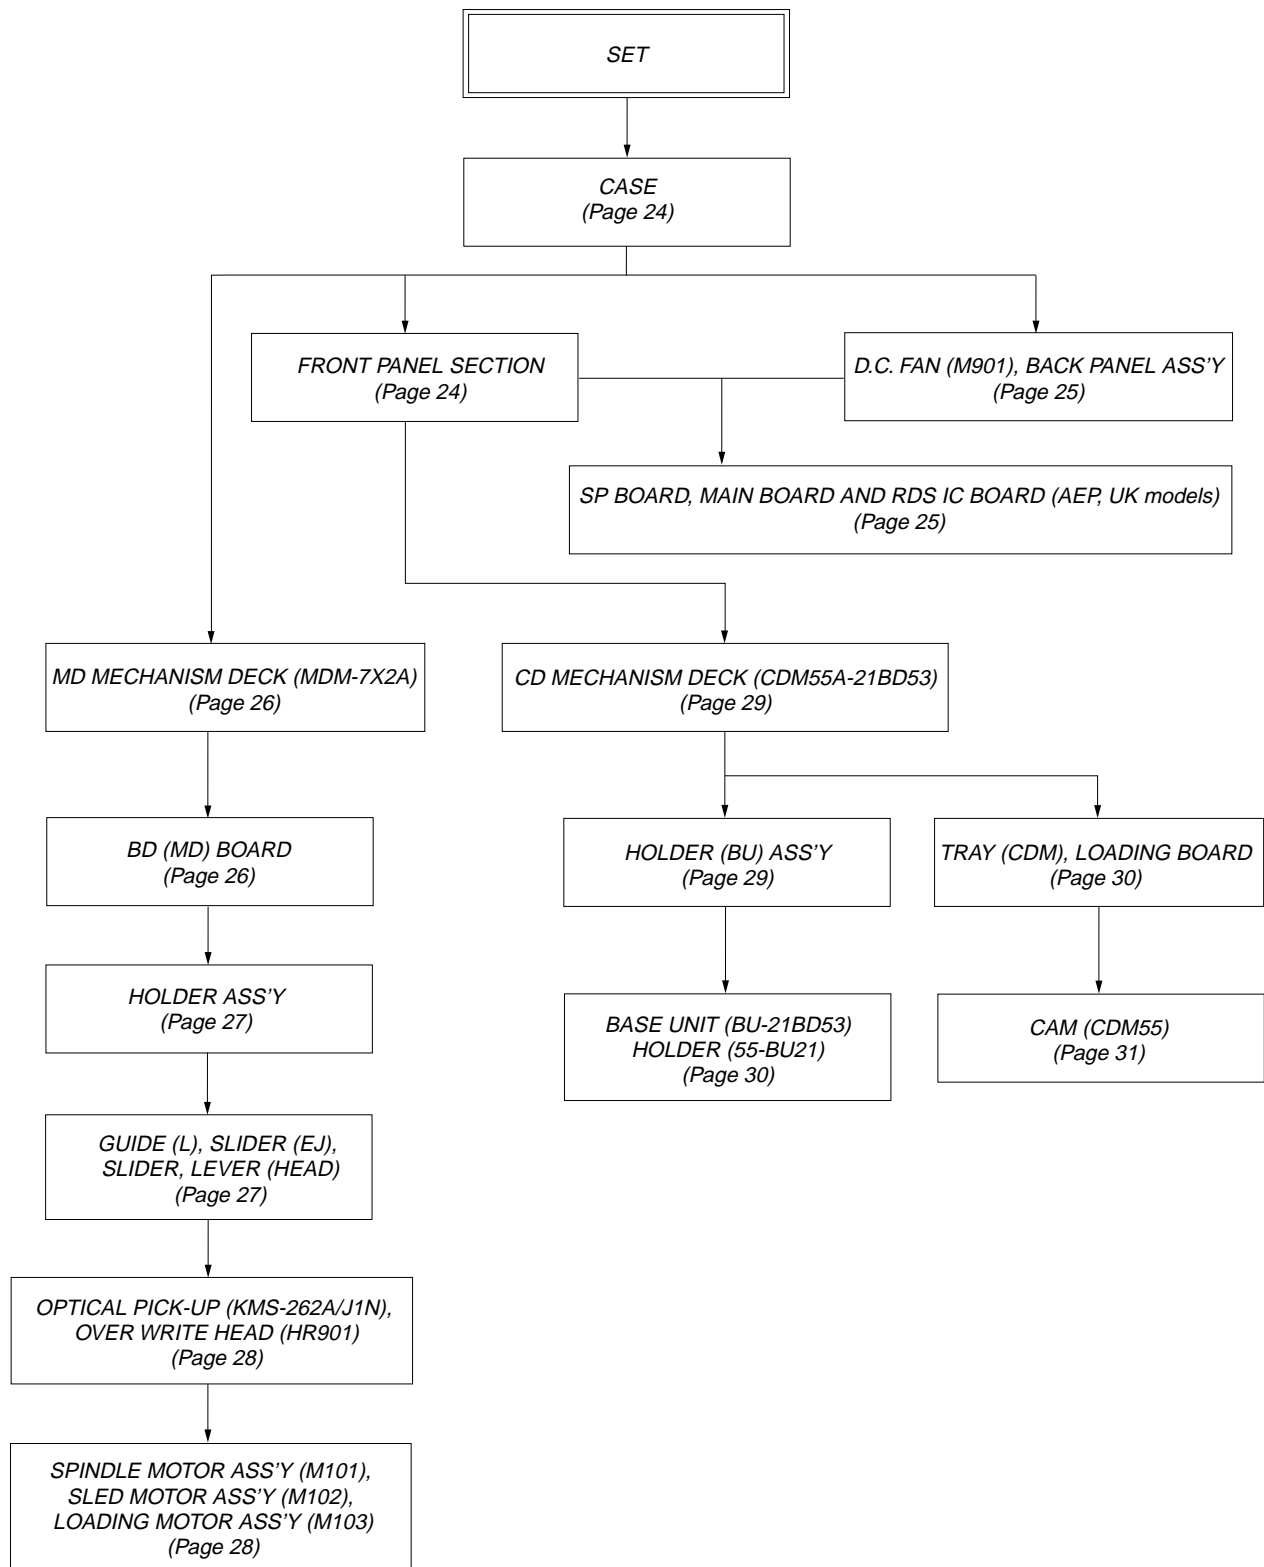 SET
CASE
(Page 24)
FRONT PANEL SECTION
(Page 24)
D.C. FAN (M901), BACK PANEL ASS'Y
(Page 25)
SP BOARD, MAIN BOARD AND RDS IC BOARD (AEP, UK models)
(Page 25)
MD MECHANISM DECK (MDM-7X2A)
(Page 26)
CD MECHANISM DECK (CDM55A-21BD53)
(Page 29)
BD (MD) BOARD
(Page 26)
HOLDER (BU) ASS'Y
(Page 29)
TRAY (CDM), LOADING BOARD
(Page 30)
HOLDER ASS'Y
(Page 27)
BASE UNIT (BU-21BD53)
HOLDER (55-BU21)
(Page 30)
CAM (CDM55)
(Page 31)
GUIDE (L), SLIDER (EJ),
SLIDER, LEVER (HEAD)
(Page 27)
OPTICAL PICK-UP (KMS-262A/J1N),
OVER WRITE HEAD (HR901)
(Page 28)
SPINDLE MOTOR ASS'Y (M101),
SLED MOTOR ASS'Y (M102),
LOADING MOTOR ASS'Y (M103)
(Page 28)